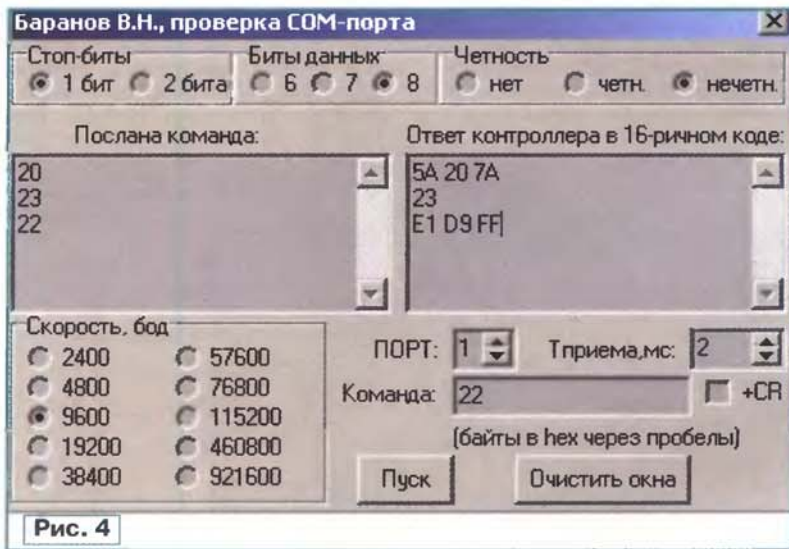 Баранов В.Н., проверка COM-порта
Стоп-биты
1 бит 2 бита
Биты данных
6 7 8
Четность
нет четн. нечетн.
Послана команда:
20
23
22
Ответ контроллера в 16-ричном коде:
5A 20 7A
23
E1 D9 FF
Скорость, бод
2400 57600
4800 76800
9600 115200
19200 460800
38400 921600
ПОРТ: 1 Tприема,мс: 2
Команда: 22 +CR
(байты в hex через пробелы)
Пуск Очистить окна
Рис. 4